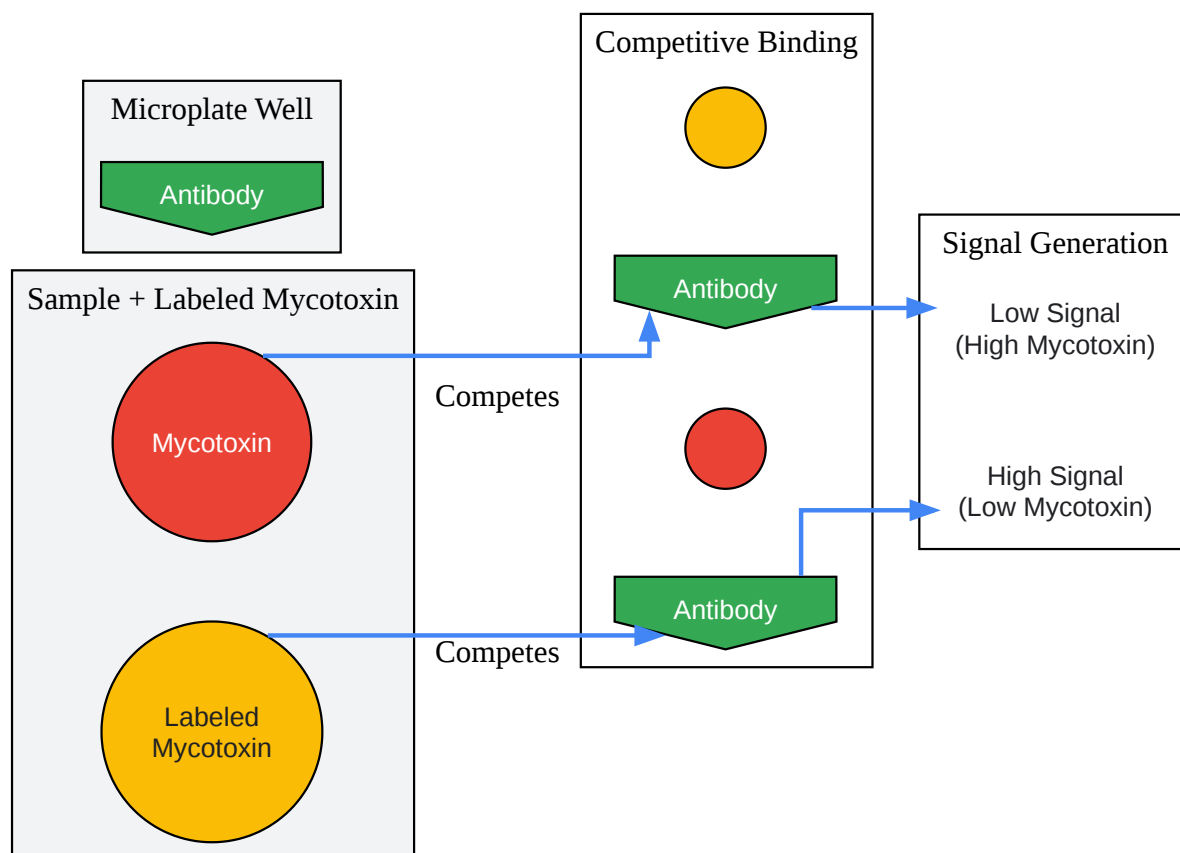 Microplate Well
Antibody
Sample + Labeled Mycotoxin
Mycotoxin
Labeled
Mycotoxin
Competes
Competes
Competitive Binding
Antibody
Antibody
Signal Generation
Low Signal
(High Mycotoxin)
High Signal
(Low Mycotoxin)